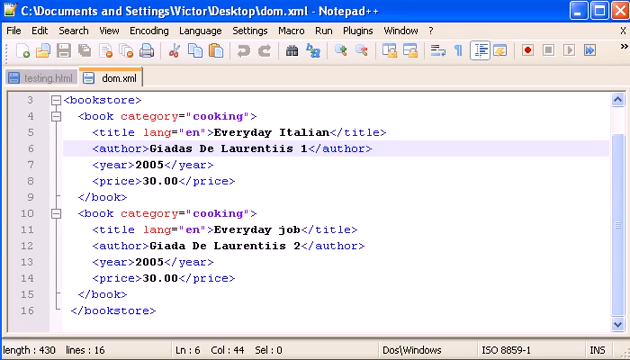 C:\Documents and Settings\Victor\Desktop\dom.xml - Notepad++
File Edit Search View Encoding Language Settings Macro Run Plugins Window ? X
testing.html dom.xml
3 <bookstore>
4 <book category="cooking">
5 <title lang="en">Everyday Italian</title>
6 <author>Giadas De Laurentiis 1</author>
7 <year>2005</year>
8 <price>30.00</price>
9 </book>
10 <book category="cooking">
11 <title lang="en">Everyday job</title>
12 <author>Giada De Laurentiis 2</author>
13 <year>2005</year>
14 <price>30.00</price>
15 </book>
16 </bookstore>
length : 430 lines : 16 Ln : 6 Col : 44 Sel : 0 Dos\Windows ISO 8859-1 INS